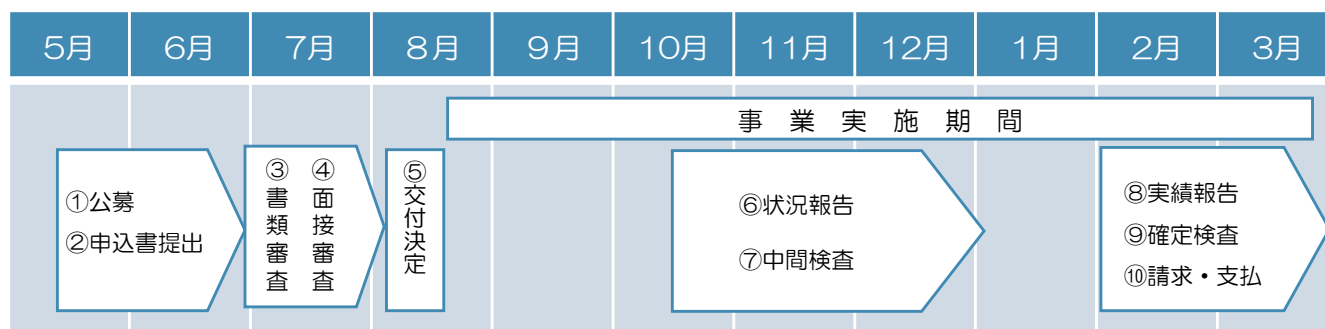 5月 6月 7月 8月 9月 10月 11月 12月 1月 2月 3月
事業実施期間
①公募
②申込書提出
③書類審査
④面接審査
⑤交付決定
⑥状況報告
⑦中間検査
⑧実績報告
⑨確定検査
⑩請求・支払